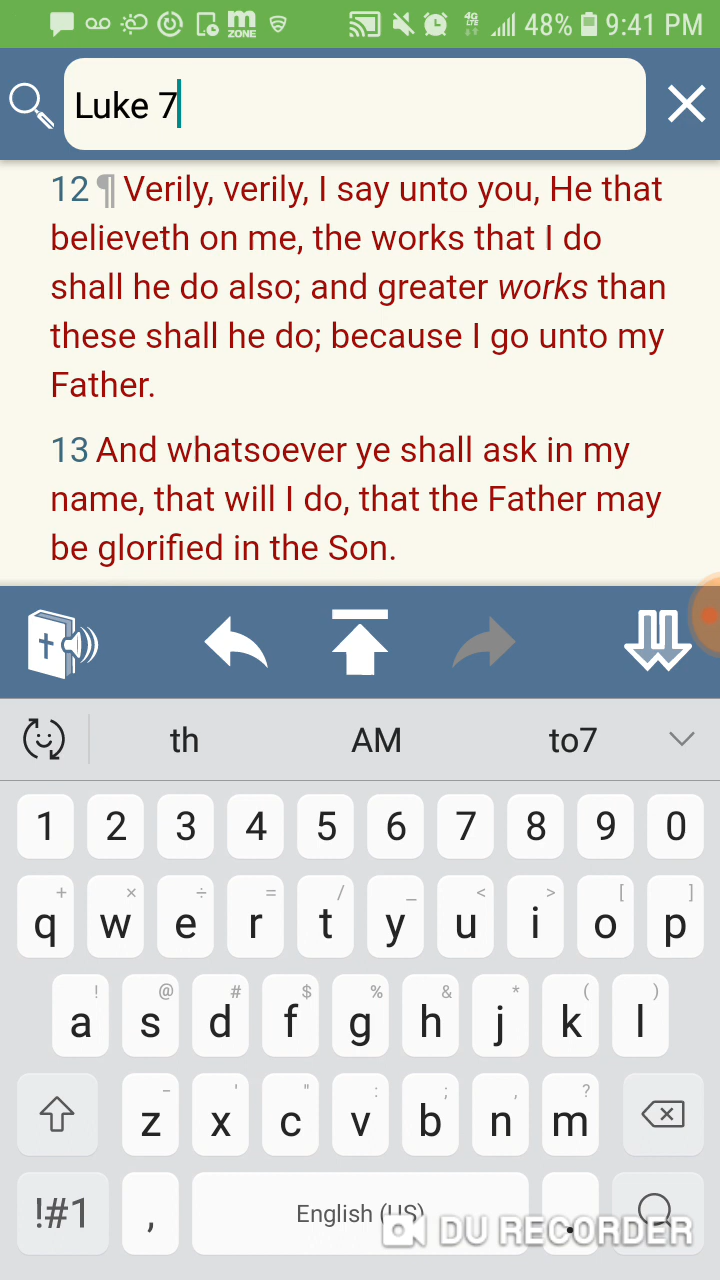 m ZONE 4G LTE 48% 9:41 PM
Luke 7
12 ¶ Verily, verily, I say unto you, He that
believeth on me, the works that I do
shall he do also; and greater works than
these shall he do; because I go unto my
Father.
13 And whatsoever ye shall ask in my
name, that will I do, that the Father may
be glorified in the Son.
th AM to7
1 2 3 4 5 6 7 8 9 0
+ × ÷ = / _ < > [ ]
q w e r t y u i o p
! @ # $ % & * ( )
a s d f g h j k l
- ' " : ; , ?
z x c v b n m
!#1 , English (US) .
DU RECORDER